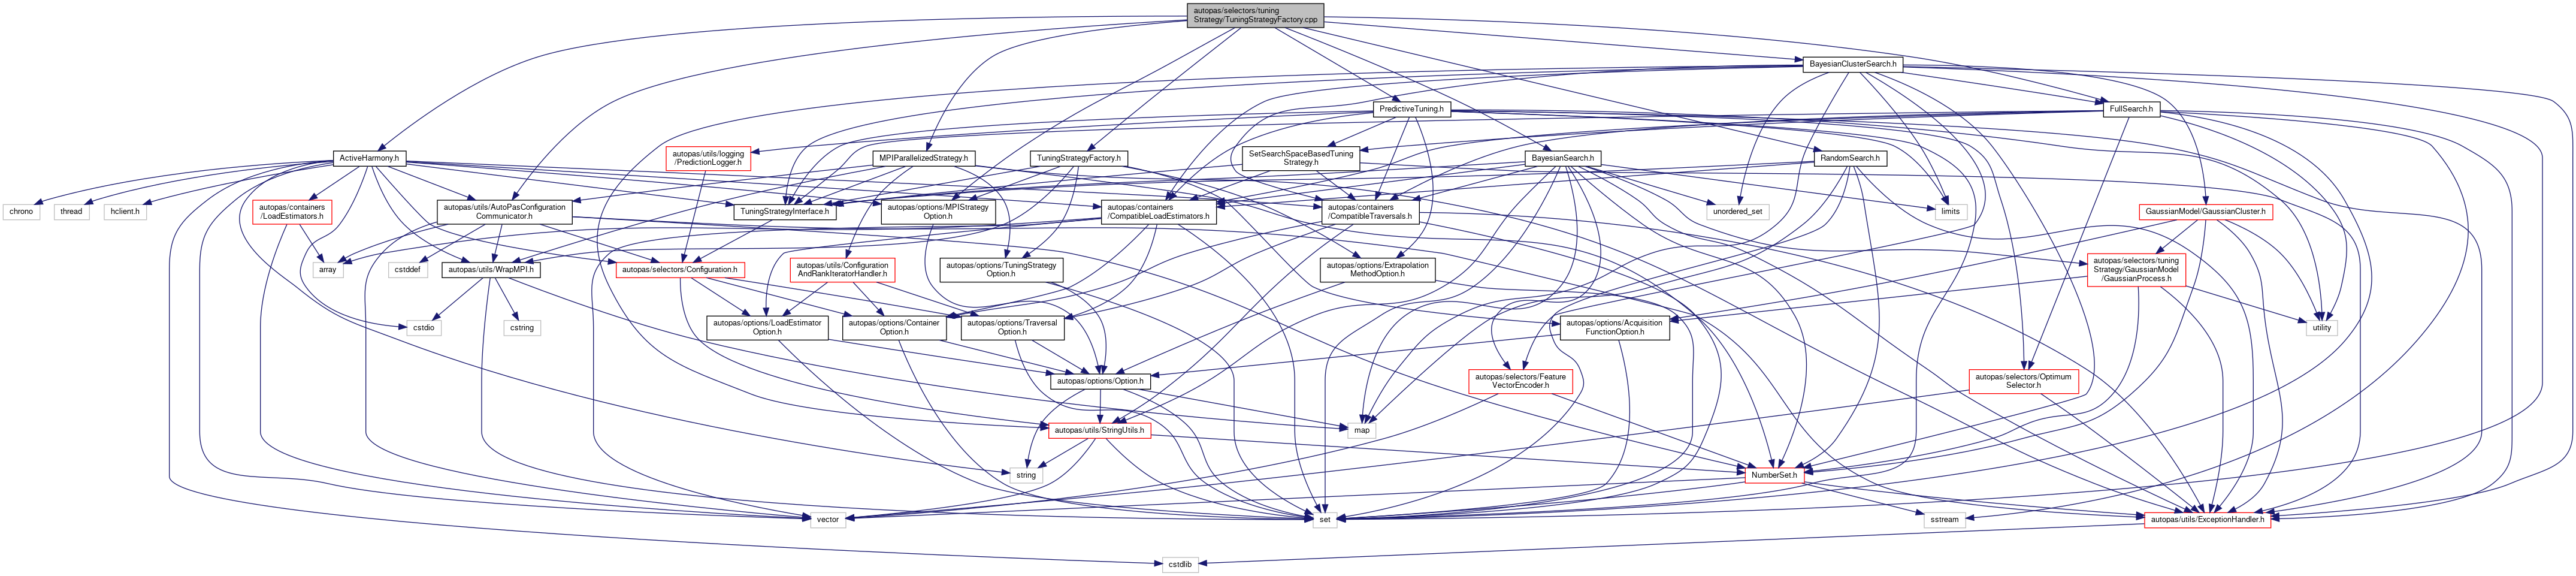 autopas/selectors/tuning
Strategy/TuningStrategyFactory.cpp
BayesianClusterSearch.h
PredictiveTuning.h
FullSearch.h
autopas/utils/logging
/PredictionLogger.h
ActiveHarmony.h
MPIParallelizedStrategy.h
TuningStrategyFactory.h
SetSearchSpaceBasedTuning
Strategy.h
BayesianSearch.h
RandomSearch.h
chrono
thread
hclient.h
autopas/containers
/LoadEstimators.h
autopas/utils/AutoPasConfiguration
Communicator.h
TuningStrategyInterface.h
autopas/options/MPIStrategy
Option.h
autopas/containers
/CompatibleLoadEstimators.h
autopas/containers
/CompatibleTraversals.h
unordered_set
limits
GaussianModel/GaussianCluster.h
array
cstddef
autopas/utils/WrapMPI.h
autopas/selectors/Configuration.h
autopas/utils/Configuration
AndRankIteratorHandler.h
autopas/options/TuningStrategy
Option.h
autopas/options/Extrapolation
MethodOption.h
autopas/selectors/tuning
Strategy/GaussianModel
/GaussianProcess.h
cstdio
cstring
autopas/options/LoadEstimator
Option.h
autopas/options/Container
Option.h
autopas/options/Traversal
Option.h
autopas/options/Acquisition
FunctionOption.h
utility
autopas/options/Option.h
autopas/selectors/Feature
VectorEncoder.h
autopas/selectors/Optimum
Selector.h
autopas/utils/StringUtils.h
map
string
NumberSet.h
vector
set
sstream
autopas/utils/ExceptionHandler.h
cstdlib